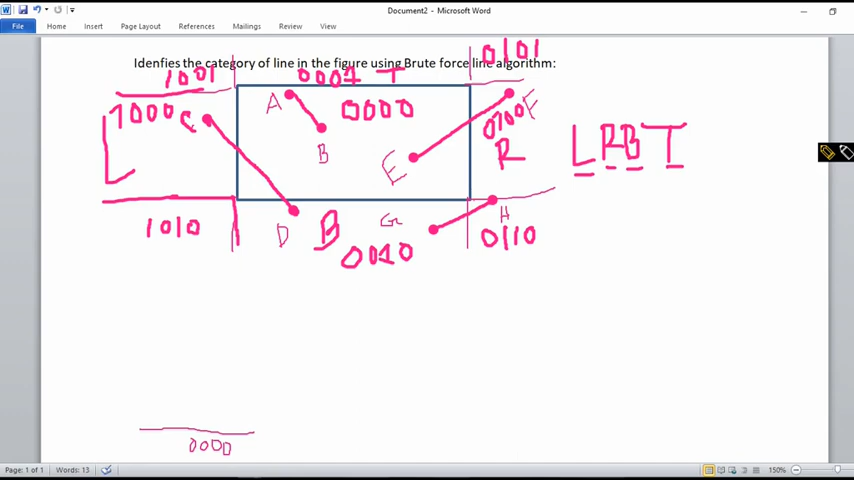 Document2 - Microsoft Word
File Home Insert Page Layout References Mailings Review View
Idenfies the category of line in the figure using Brute force line algorithm:
1001 0001 T 0101
1000 C A 0000 0100 F
L B E R L R B T
1010 D B G H
0010 0110
0000
Page: 1 of 1 Words: 13 150%